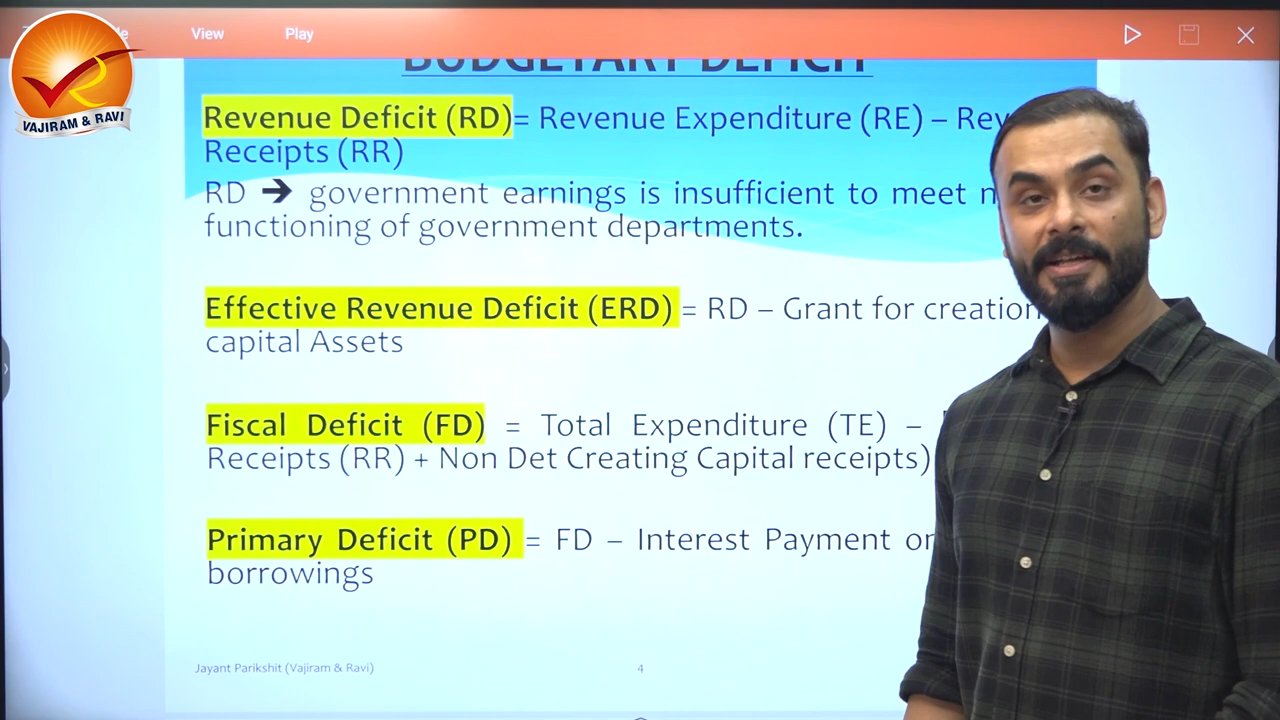 View Play
VAJIRAM & RAVI
BUDGETARY DEFICIT
Revenue Deficit (RD)= Revenue Expenditure (RE) –
Receipts (RR)
RD ➔ government earnings is insufficient to meet
functioning of government departments.
Effective Revenue Deficit (ERD) = RD – Grant for creation
capital Assets
Fiscal Deficit (FD) = Total Expenditure (TE) –
Receipts (RR) + Non Det Creating Capital receipts)
Primary Deficit (PD) = FD – Interest Payment
borrowings
Jayant Parikshit (Vajiram & Ravi)
4